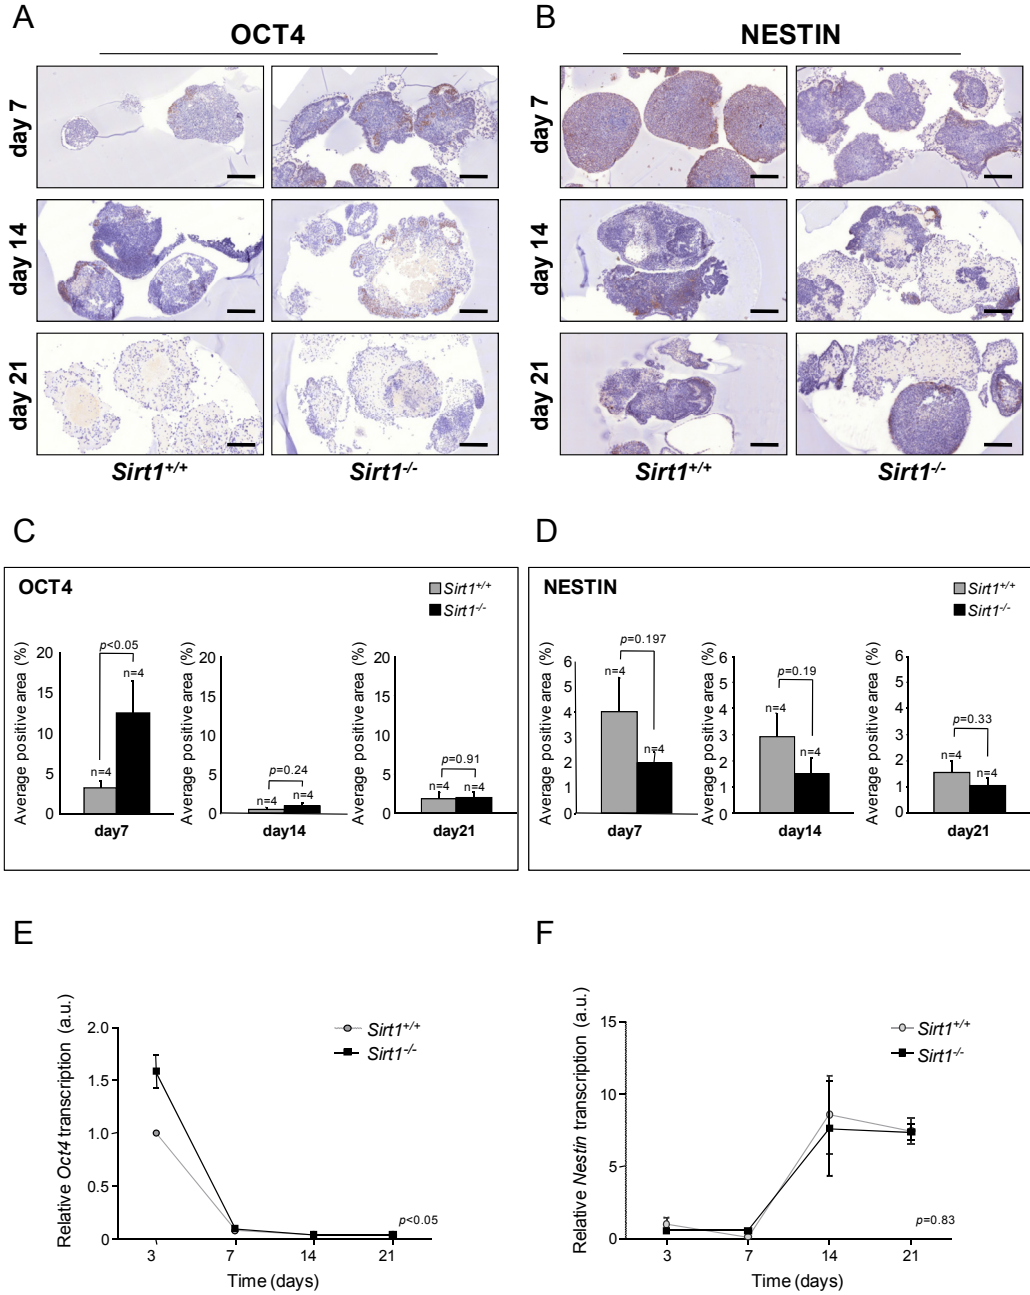 A
B
OCT4
NESTIN
day 7
day 14
day 21
day 7
day 14
day 21
Sirt1+/+
Sirt1-/-
Sirt1+/+
Sirt1-/-
C
D
OCT4
Sirt1+/+
Sirt1-/-
Average positive area (%)
20
15
10
5
0
p<0.05
n=4
n=4
day7
Average positive area (%)
20
15
10
5
0
p=0.24
n=4
n=4
day14
Average positive area (%)
20
15
10
5
0
p=0.91
n=4
n=4
day21
NESTIN
Sirt1+/+
Sirt1-/-
Average positive area (%)
6
5
4
3
2
1
0
p=0.197
n=4
n=4
day7
Average positive area (%)
6
5
4
3
2
1
0
p=0.19
n=4
n=4
day14
Average positive area (%)
6
5
4
3
2
1
0
p=0.33
n=4
n=4
day21
E
F
Relative Oct4 transcription (a.u.)
2.0
1.5
1.0
0.5
0
Sirt1+/+
Sirt1-/-
p<0.05
3
7
14
21
Time (days)
Relative Nestin transcription (a.u.)
15
10
5
0
Sirt1+/+
Sirt1-/-
p=0.83
3
7
14
21
Time (days)